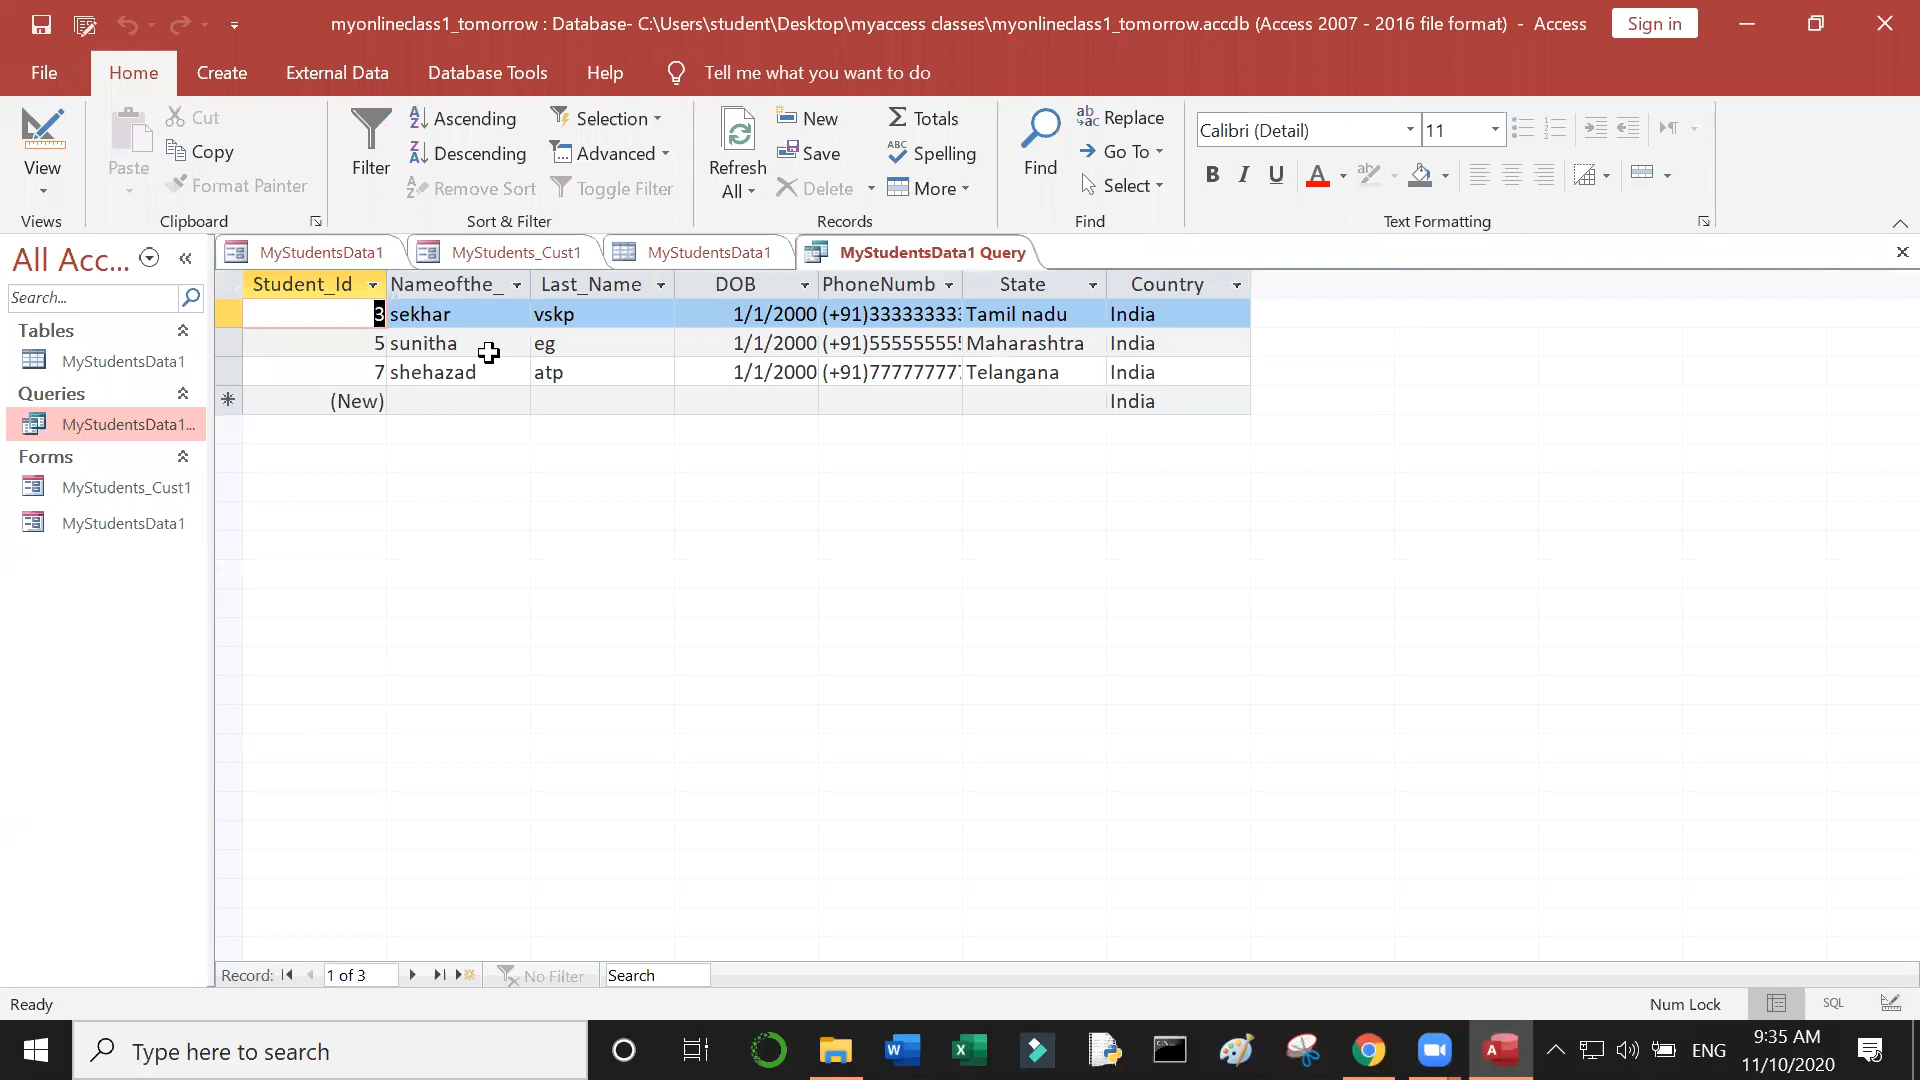 myonlineclass1_tomorrow : Database- C:\Users\student\Desktop\myaccess classes\myonlineclass1_tomorrow.accdb (Access 2007 - 2016 file format) - Access
Sign in
File Home Create External Data Database Tools Help Tell me what you want to do
View
Views
Paste
Cut
Copy
Format Painter
Clipboard
Filter
Ascending
Descending
Remove Sort
Selection
Advanced
Toggle Filter
Sort & Filter
Refresh
All
New
Save
Delete
Totals
Spelling
More
Records
Find
Replace
Go To
Select
Find
Calibri (Detail) 11
B I U A
Text Formatting
All Acc...
Search...
Tables
MyStudentsData1
Queries
MyStudentsData1...
Forms
MyStudents_Cust1
MyStudentsData1
MyStudentsData1 MyStudents_Cust1 MyStudentsData1 MyStudentsData1 Query
Student_Id Nameofthe_ Last_Name DOB PhoneNumb State Country
3 sekhar vskp 1/1/2000 (+91)33333333 Tamil nadu India
5 sunitha eg 1/1/2000 (+91)55555555 Maharashtra India
7 shehazad atp 1/1/2000 (+91)77777777 Telangana India
(New) India
Record: 1 of 3 No Filter Search
Ready Num Lock SQL
Type here to search
ENG
9:35 AM
11/10/2020